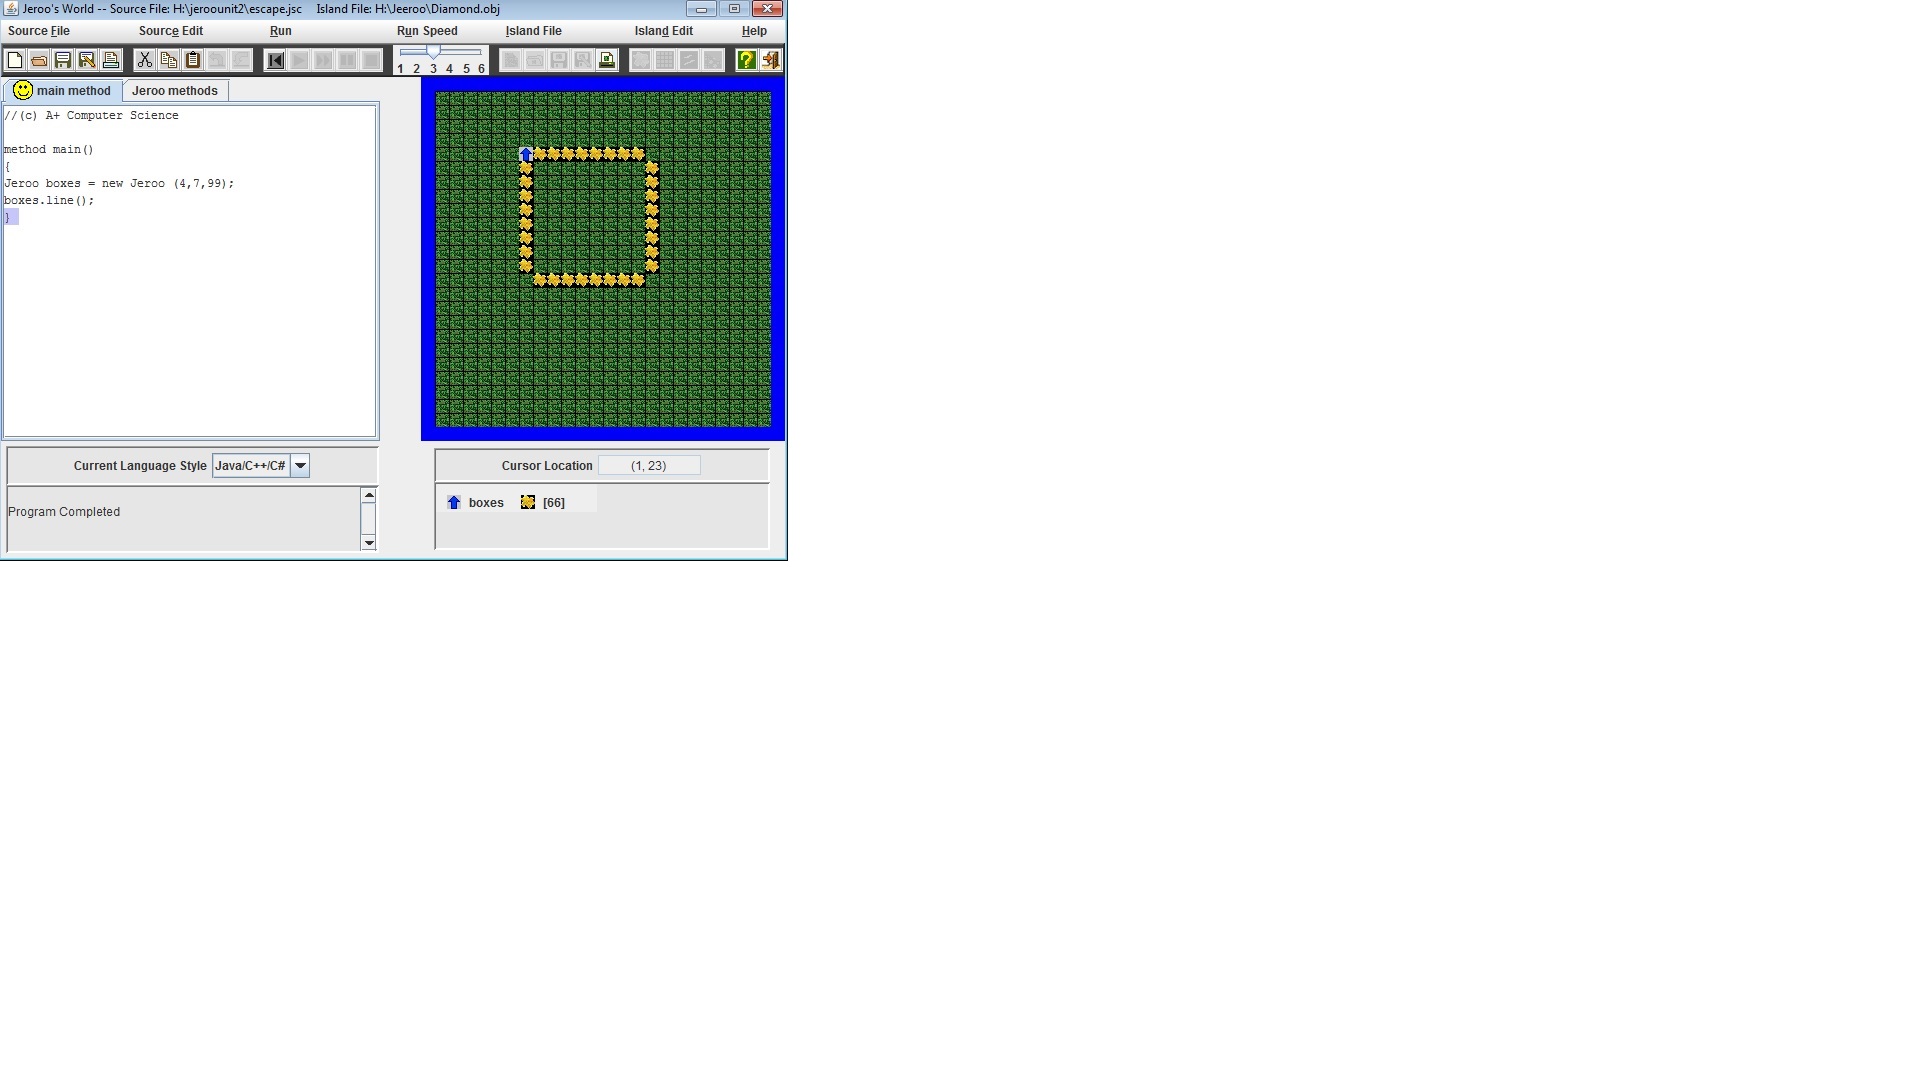 Jeroo's World -- Source File: H:\jeroounit2\escape.jsc     Island File: H:\Jeeroo\Diamond.obj
Source File Source Edit Run Run Speed Island File Island Edit Help
1 2 3 4 5 6
main method Jeroo methods
//(c) A+ Computer Science
method main()
{
Jeroo boxes = new Jeroo (4,7,99);
boxes.line();
}
Current Language Style Java/C++/C#
Cursor Location (1, 23)
boxes [66]
Program Completed